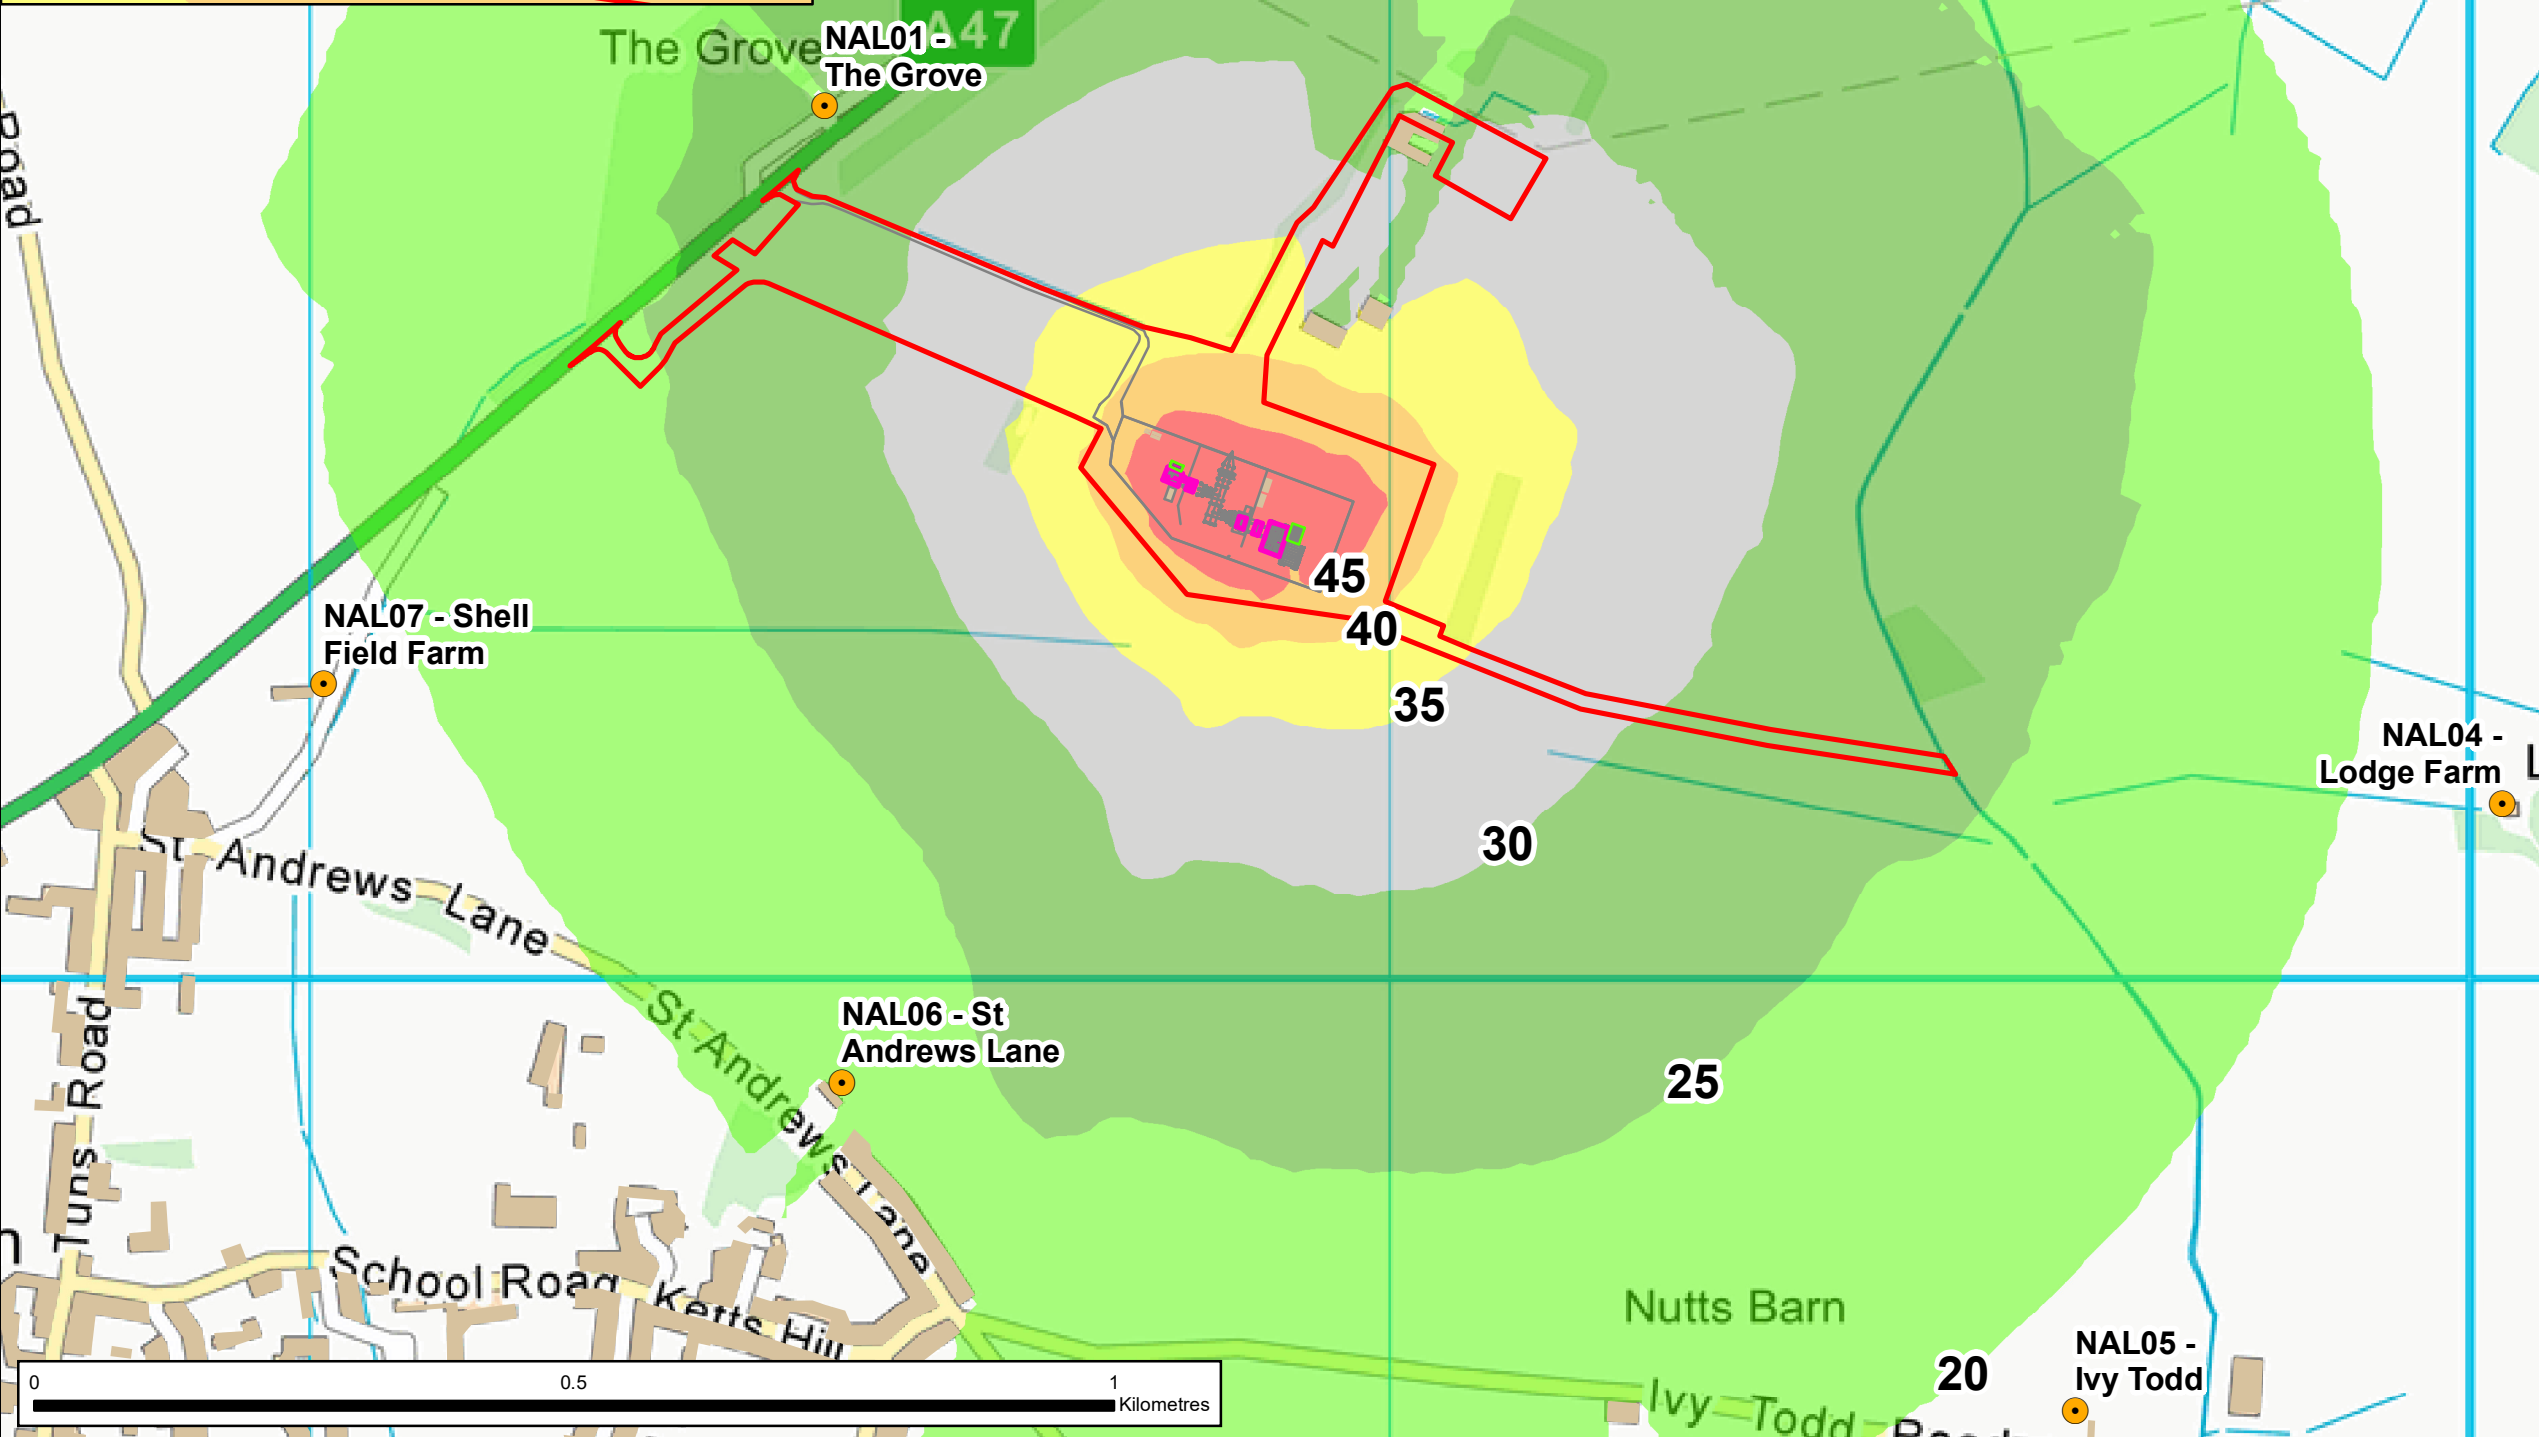 The Grove
A47
NAL01 -
The Grove
Road
45
NAL07 - Shell
Field Farm
40
35
NAL04 -
Lodge Farm
L
30
St Andrews Lane
NAL06 - St
Andrews Lane
St Andrews Lane
25
Tuns Road
n
School Road
Ketts Hill
Nutts Barn
NAL05 -
Ivy Todd
20
Ivy Todd Road
0 0.5 1
Kilometres